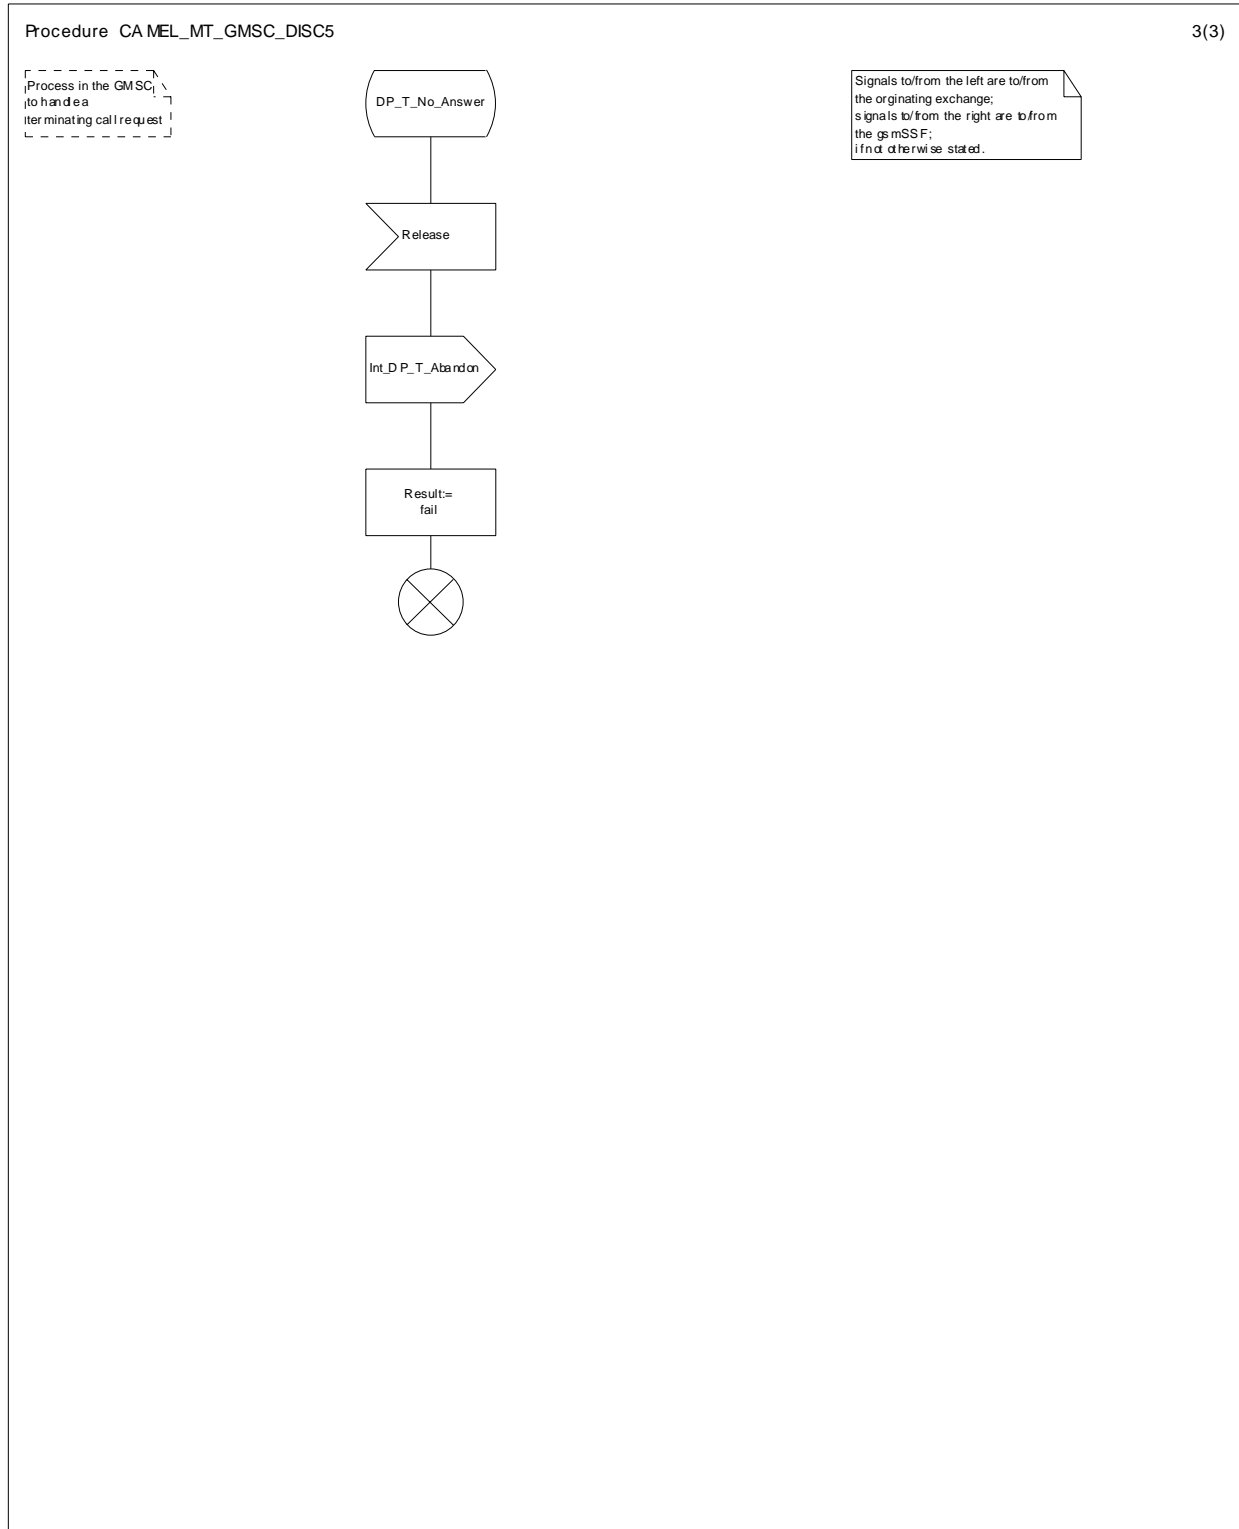 Procedure CAMEL_MT_GMSC_DISC5
3(3)
Process in the GMSC
to handle a
terminating call request
DP_T_No_Answer
Signals to/from the left are to/from
the orginating exchange;
signals to/from the right are to/from
the gsmSSF;
if not otherwise stated.
Release
Int_DP_T_Abandon
Result:=
fail